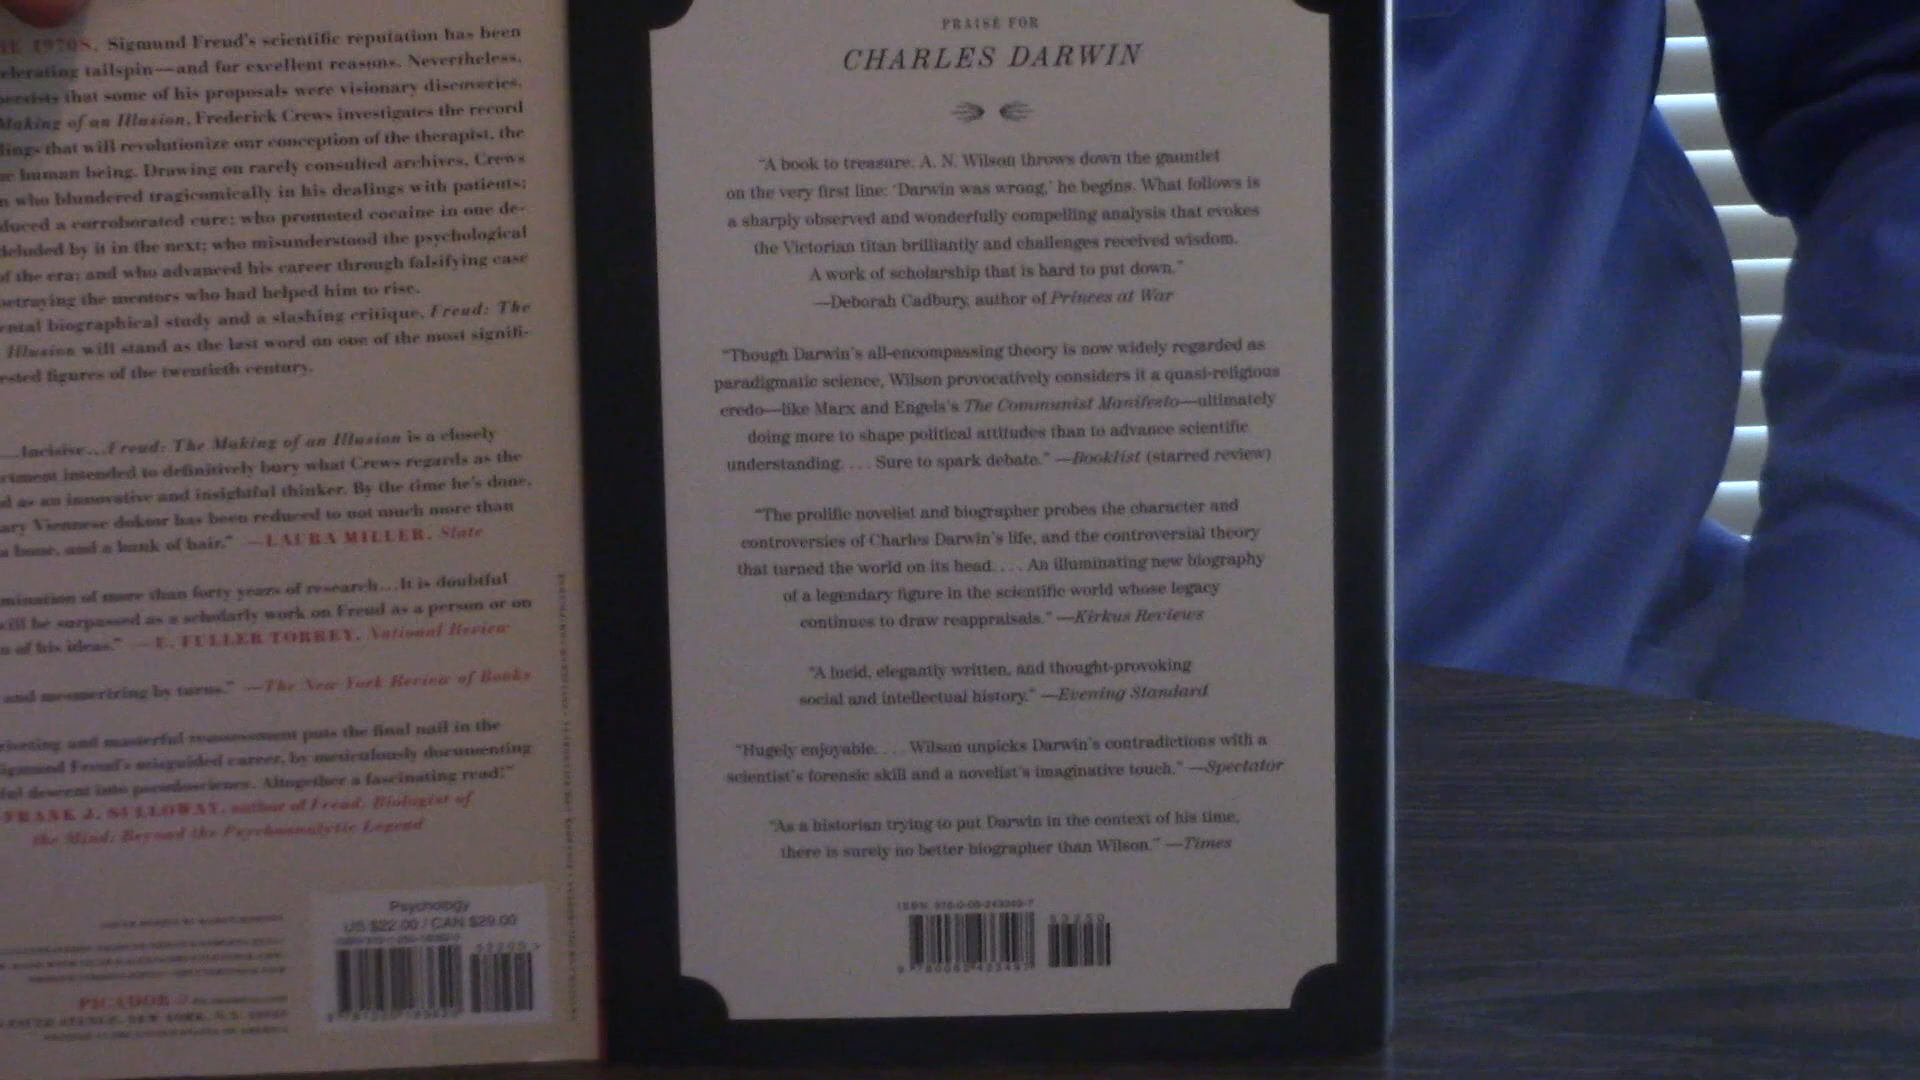 1970S, Sigmund Freud's scientific reputation has been
tailspin—and for excellent reasons. Nevertheless,
that some of his proposals were visionary discoveries.
Making of an Illusion, Frederick Crews investigates the record
that will revolutionize our conception of the therapist, the
human being. Drawing on rarely consulted archives, Crews
who blundered tragicomically in his dealings with patients;
a corroborated cure; who promoted cocaine in one de-
by it in the next; who misunderstood the psychological
of the era; and who advanced his career through falsifying case
betraying the mentors who had helped him to rise.
biographical study and a slashing critique, Freud: The
Illusion will stand as the last word on one of the most signifi-
figures of the twentieth century.
Incisive...Freud: The Making of an Illusion is a closely
intended to definitively bury what Crews regards as the
as an innovative and insightful thinker. By the time he's done,
Viennese doktor has been reduced to not much more than
a bone, and a hank of hair." —LAURA MILLER, Slate
of more than forty years of research...It is doubtful
be surpassed as a scholarly work on Freud as a person or on
of his ideas." —E. FULLER TORREY, National Review
and mesmerizing by turns." —The New York Review of Books
and masterful reassessment puts the final nail in the
Sigmund Freud's misguided career, by meticulously documenting
descent into pseudoscience. Altogether a fascinating read!"
FRANK J. SULLOWAY, author of Freud, Biologist of
the Mind: Beyond the Psychoanalytic Legend
Psychology
US $22.00 / CAN $29.00
PICADOR
PRAISE FOR
CHARLES DARWIN
"A book to treasure. A. N. Wilson throws down the gauntlet
on the very first line: 'Darwin was wrong,' he begins. What follows is
a sharply observed and wonderfully compelling analysis that evokes
the Victorian titan brilliantly and challenges received wisdom.
A work of scholarship that is hard to put down."
—Deborah Cadbury, author of Princes at War
"Though Darwin's all-encompassing theory is now widely regarded as
paradigmatic science, Wilson provocatively considers it a quasi-religious
credo—like Marx and Engels's The Communist Manifesto—ultimately
doing more to shape political attitudes than to advance scientific
understanding. . . . Sure to spark debate." —Booklist (starred review)
"The prolific novelist and biographer probes the character and
controversies of Charles Darwin's life, and the controversial theory
that turned the world on its head. . . . An illuminating new biography
of a legendary figure in the scientific world whose legacy
continues to draw reappraisals." —Kirkus Reviews
"A lucid, elegantly written, and thought-provoking
social and intellectual history." —Evening Standard
"Hugely enjoyable. . . . Wilson unpicks Darwin's contradictions with a
scientist's forensic skill and a novelist's imaginative touch." —Spectator
"As a historian trying to put Darwin in the context of his time,
there is surely no better biographer than Wilson." —Times